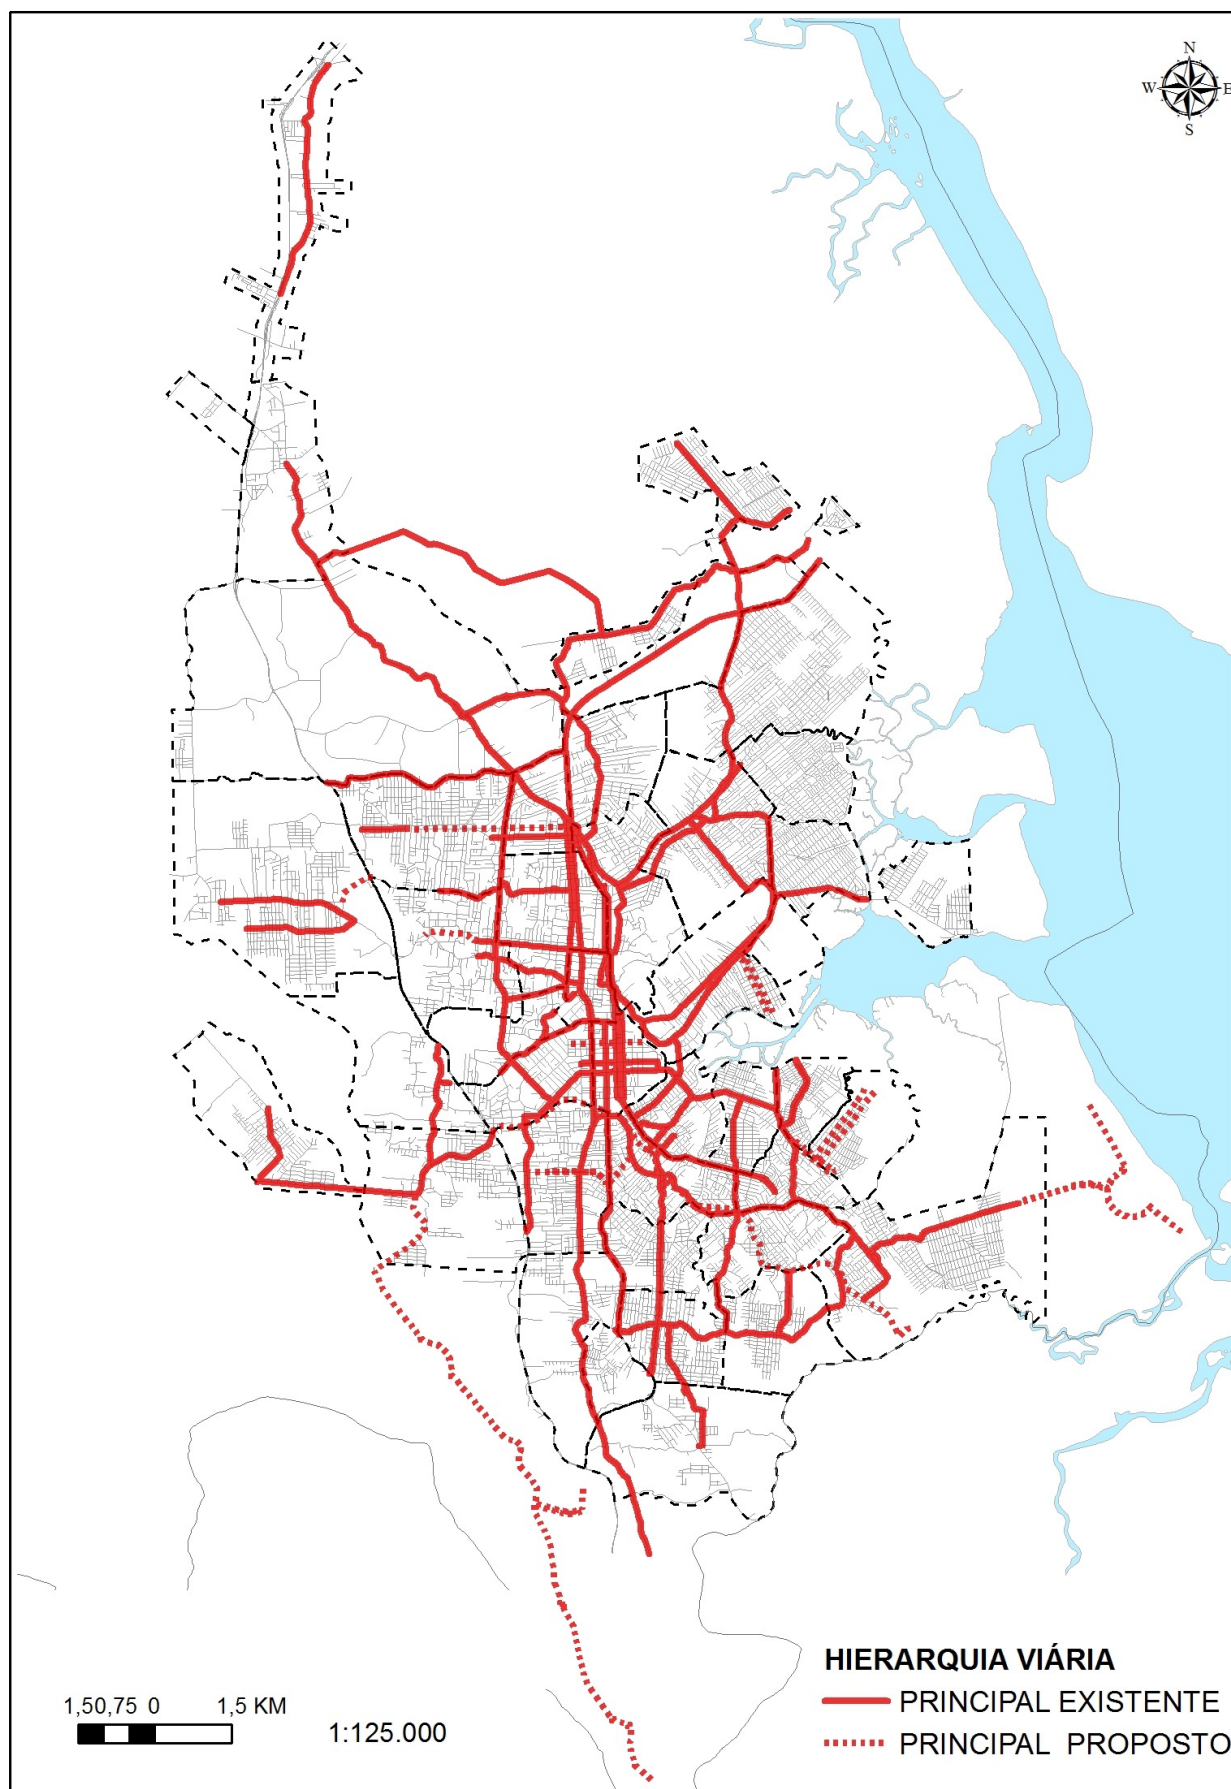 N
W E
S
HIERARQUIA VIÁRIA
PRINCIPAL EXISTENTE
PRINCIPAL PROPOSTO
1,50,75 0 1,5 KM
1:125.000